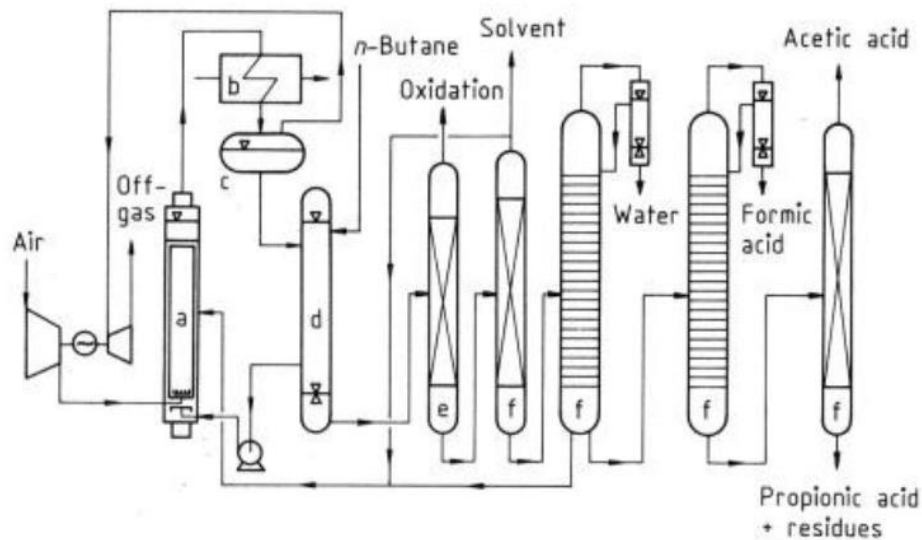 Solvent
n-Butane
Acetic acid
Oxidation
b
c
Off-
gas
Air
Water
Formic
acid
a
d
e
f
f
f
f
Propionic acid
+ residues